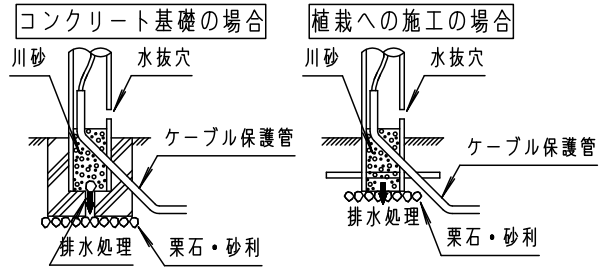 コンクリート基礎の場合
川砂
水抜穴
ケーブル保護管
排水処理
栗石・砂利
植栽への施工の場合
川砂
水抜穴
ケーブル保護管
排水処理
栗石・砂利